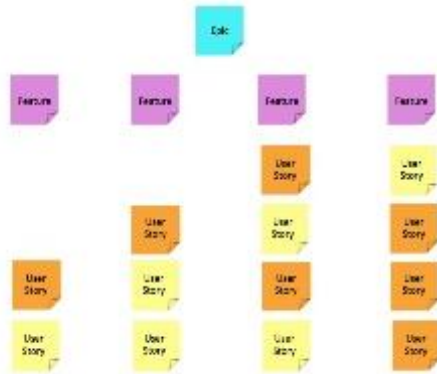 Epic
Feature Feature Feature Feature
User User
Story Story
User User User
Story Story Story
User User User User
Story Story Story Story
User User User User
Story Story Story Story